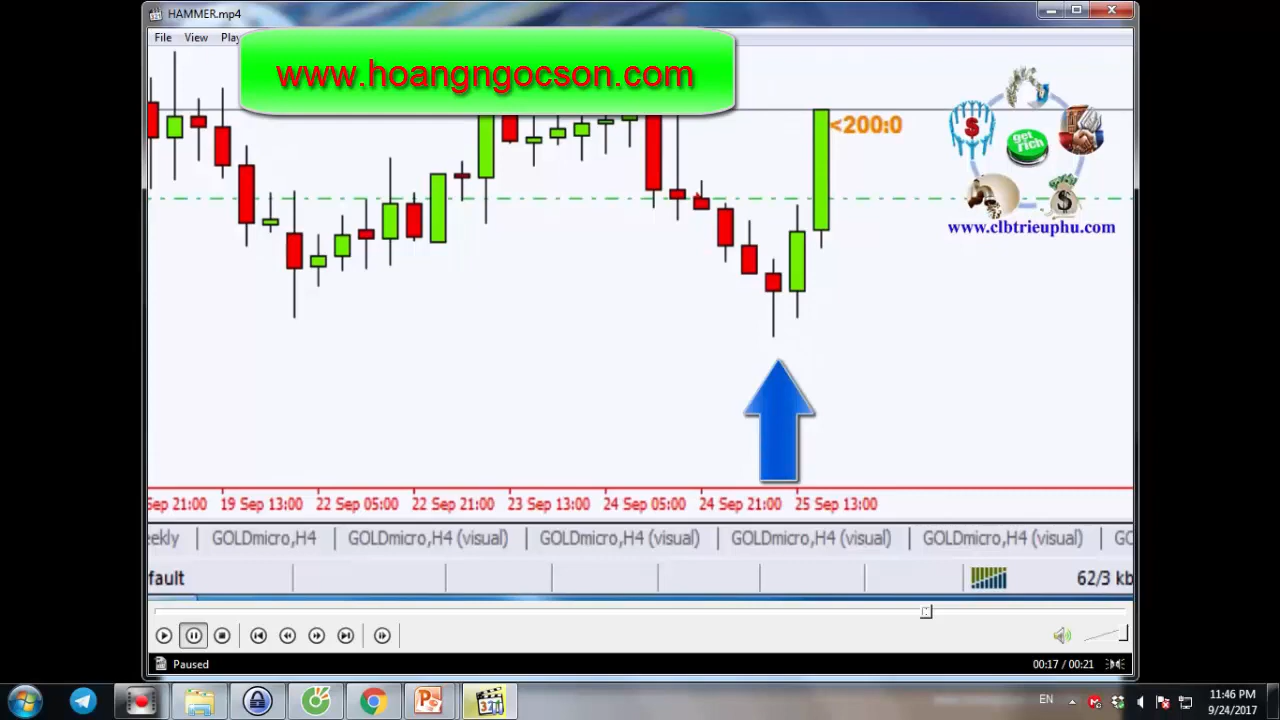 HAMMER.mp4
File View Play
www.hoangngocson.com
<200:0
$
get rich
$
www.clbtrieuphu.com
Sep 21:00 19 Sep 13:00 22 Sep 05:00 22 Sep 21:00 23 Sep 13:00 24 Sep 05:00 24 Sep 21:00 25 Sep 13:00
eekly GOLDmicro,H4 GOLDmicro,H4 (visual) GOLDmicro,H4 (visual) GOLDmicro,H4 (visual) GOLDmicro,H4 (visual) GO
fault 62/3 kb
Paused 00:17 / 00:21
EN 11:46 PM
9/24/2017